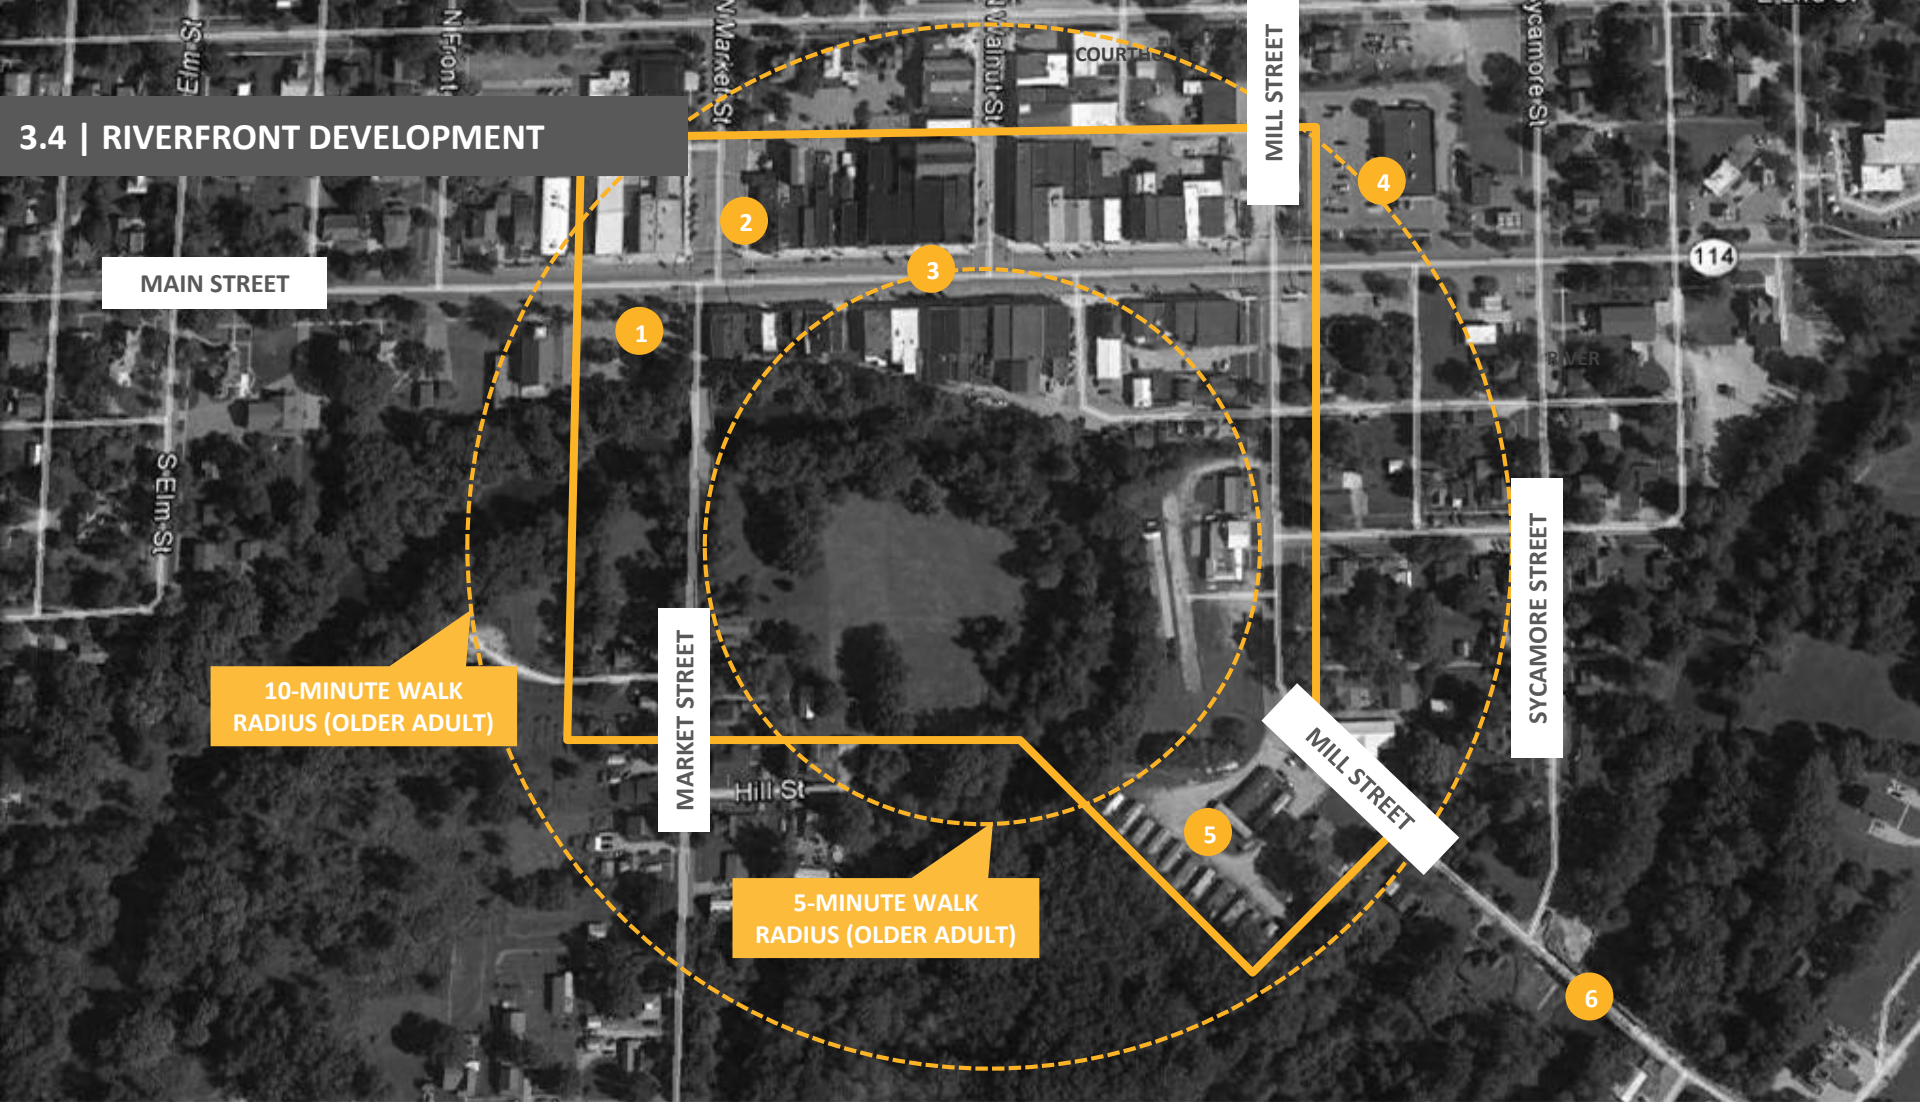 S Elm St
N Front
N Market St
N Walnut St
COURTHOUSE
MILL STREET
Sycamore St
3.4 | RIVERFRONT DEVELOPMENT
4
2
114
3
MAIN STREET
1
RIVER
S Elm St
SYCAMORE STREET
MARKET STREET
10-MINUTE WALK
RADIUS (OLDER ADULT)
MILL STREET
Hill St
5
5-MINUTE WALK
RADIUS (OLDER ADULT)
6